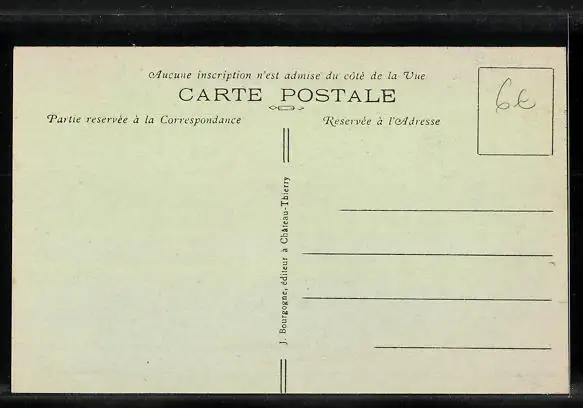 Aucune inscription n'est admise du côté de la Vue
CARTE POSTALE
Partie reservée à la Correspondance
Reservée à l'Adresse
6€
J. Bourgogne, éditeur à Château-Thierry